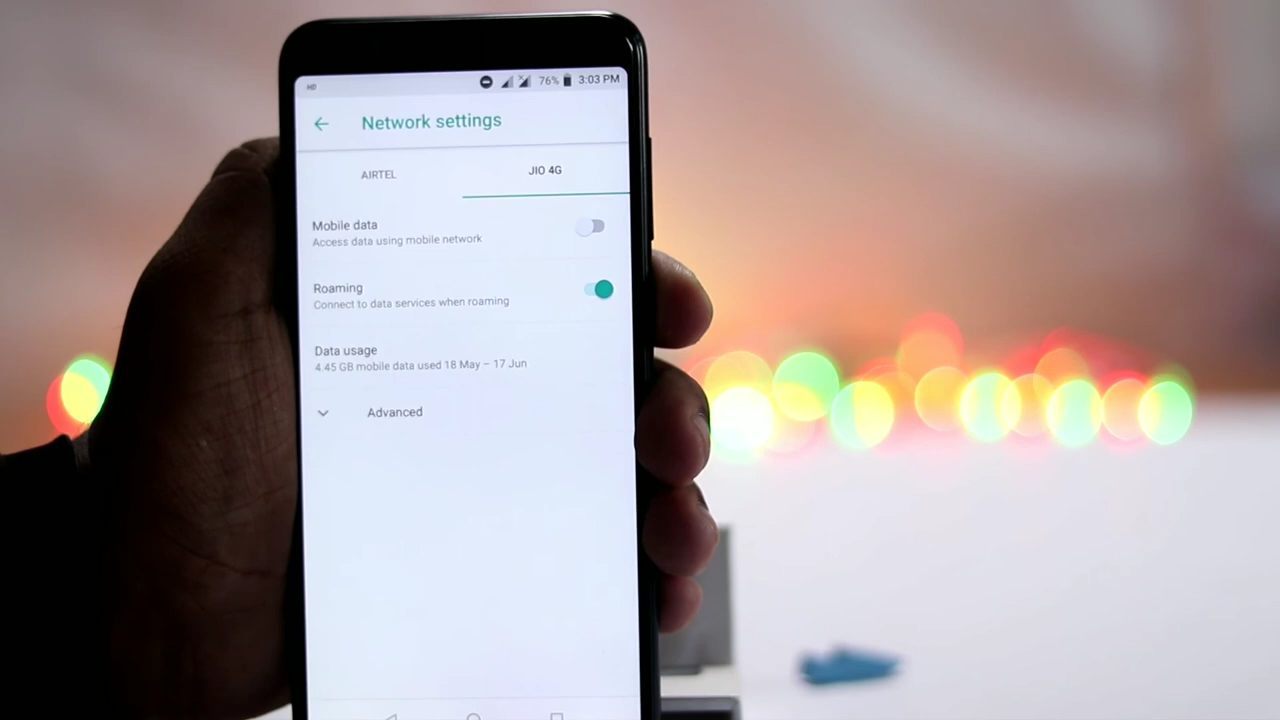 HD 76% 3:03 PM
Network settings
AIRTEL JIO 4G
Mobile data
Access data using mobile network
Roaming
Connect to data services when roaming
Data usage
4.45 GB mobile data used 18 May – 17 Jun
Advanced